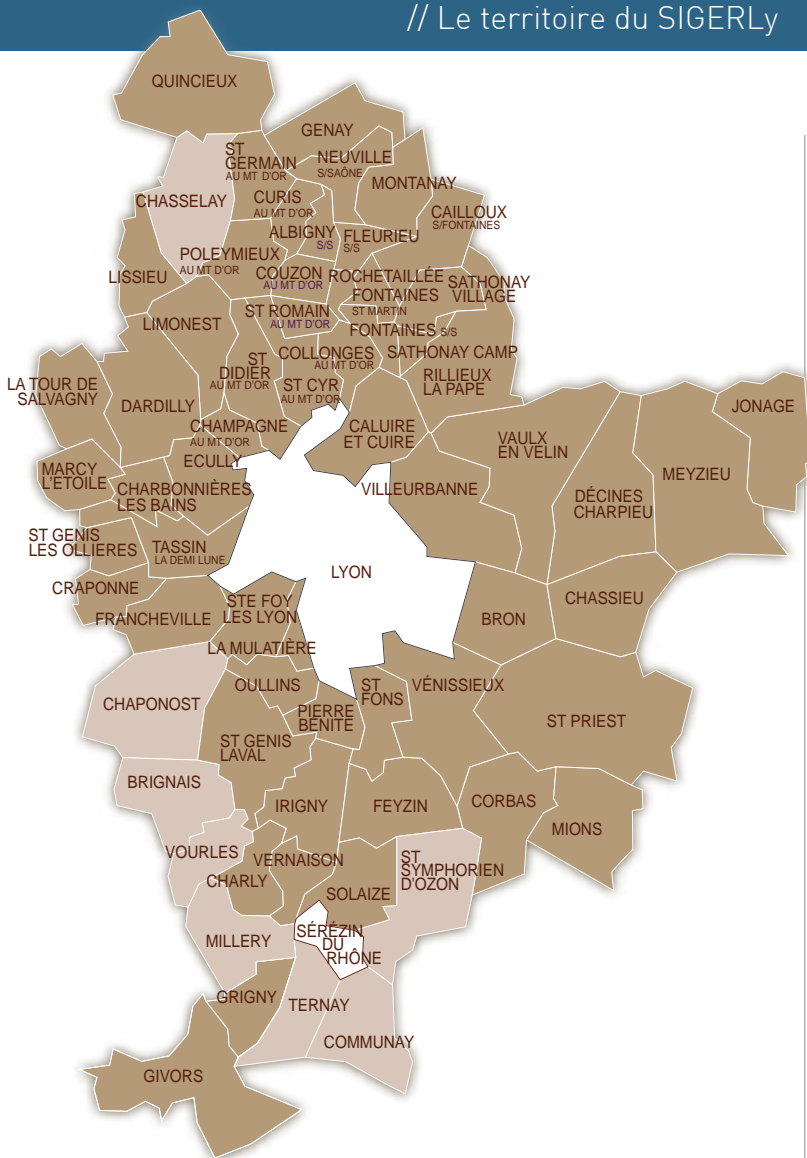 // Le territoire du SIGERLy
QUINCIEUX
GENAY
ST
GERMAIN
AU MT D'OR
NEUVILLE
S/SAÔNE
MONTANAY
CHASSELAY
CURIS
AU MT D'OR
CAILLOUX
S/FONTAINES
ALBIGNY
S/S
FLEURIEU
S/S
POLEYMIEUX
AU MT D'OR
LISSIEU
COUZON
AU MT D'OR
ROCHETAILLÉE
SATHONAY
VILLAGE
FONTAINES
ST MARTIN
ST ROMAIN
AU MT D'OR
LIMONEST
FONTAINES S/S
ST
DIDIER
AU MT D'OR
COLLONGES
AU MT D'OR
SATHONAY CAMP
LA TOUR DE
SALVAGNY
ST CYR
AU MT D'OR
RILLIEUX
LA PAPE
DARDILLY
JONAGE
CHAMPAGNE
AU MT D'OR
CALUIRE
ET CUIRE
VAULX
EN VELIN
ECULLY
MARCY
L'ETOILE
MEYZIEU
CHARBONNIÈRES
LES BAINS
VILLEURBANNE
DÉCINES
CHARPIEU
ST GENIS
LES OLLIERES
TASSIN
LA DEMI LUNE
LYON
CRAPONNE
CHASSIEU
STE FOY
LES LYON
FRANCHEVILLE
BRON
LA MULATIÈRE
OULLINS
ST
FONS
VÉNISSIEUX
CHAPONOST
PIERRE
BÉNITE
ST PRIEST
ST GENIS
LAVAL
BRIGNAIS
IRIGNY
FEYZIN
CORBAS
MIONS
VOURLES
VERNAISON
ST
SYMPHORIEN
D'OZON
CHARLY
SOLAIZE
MILLERY
SÉRÉZIN
DU
RHÔNE
GRIGNY
TERNAY
COMMUNAY
GIVORS